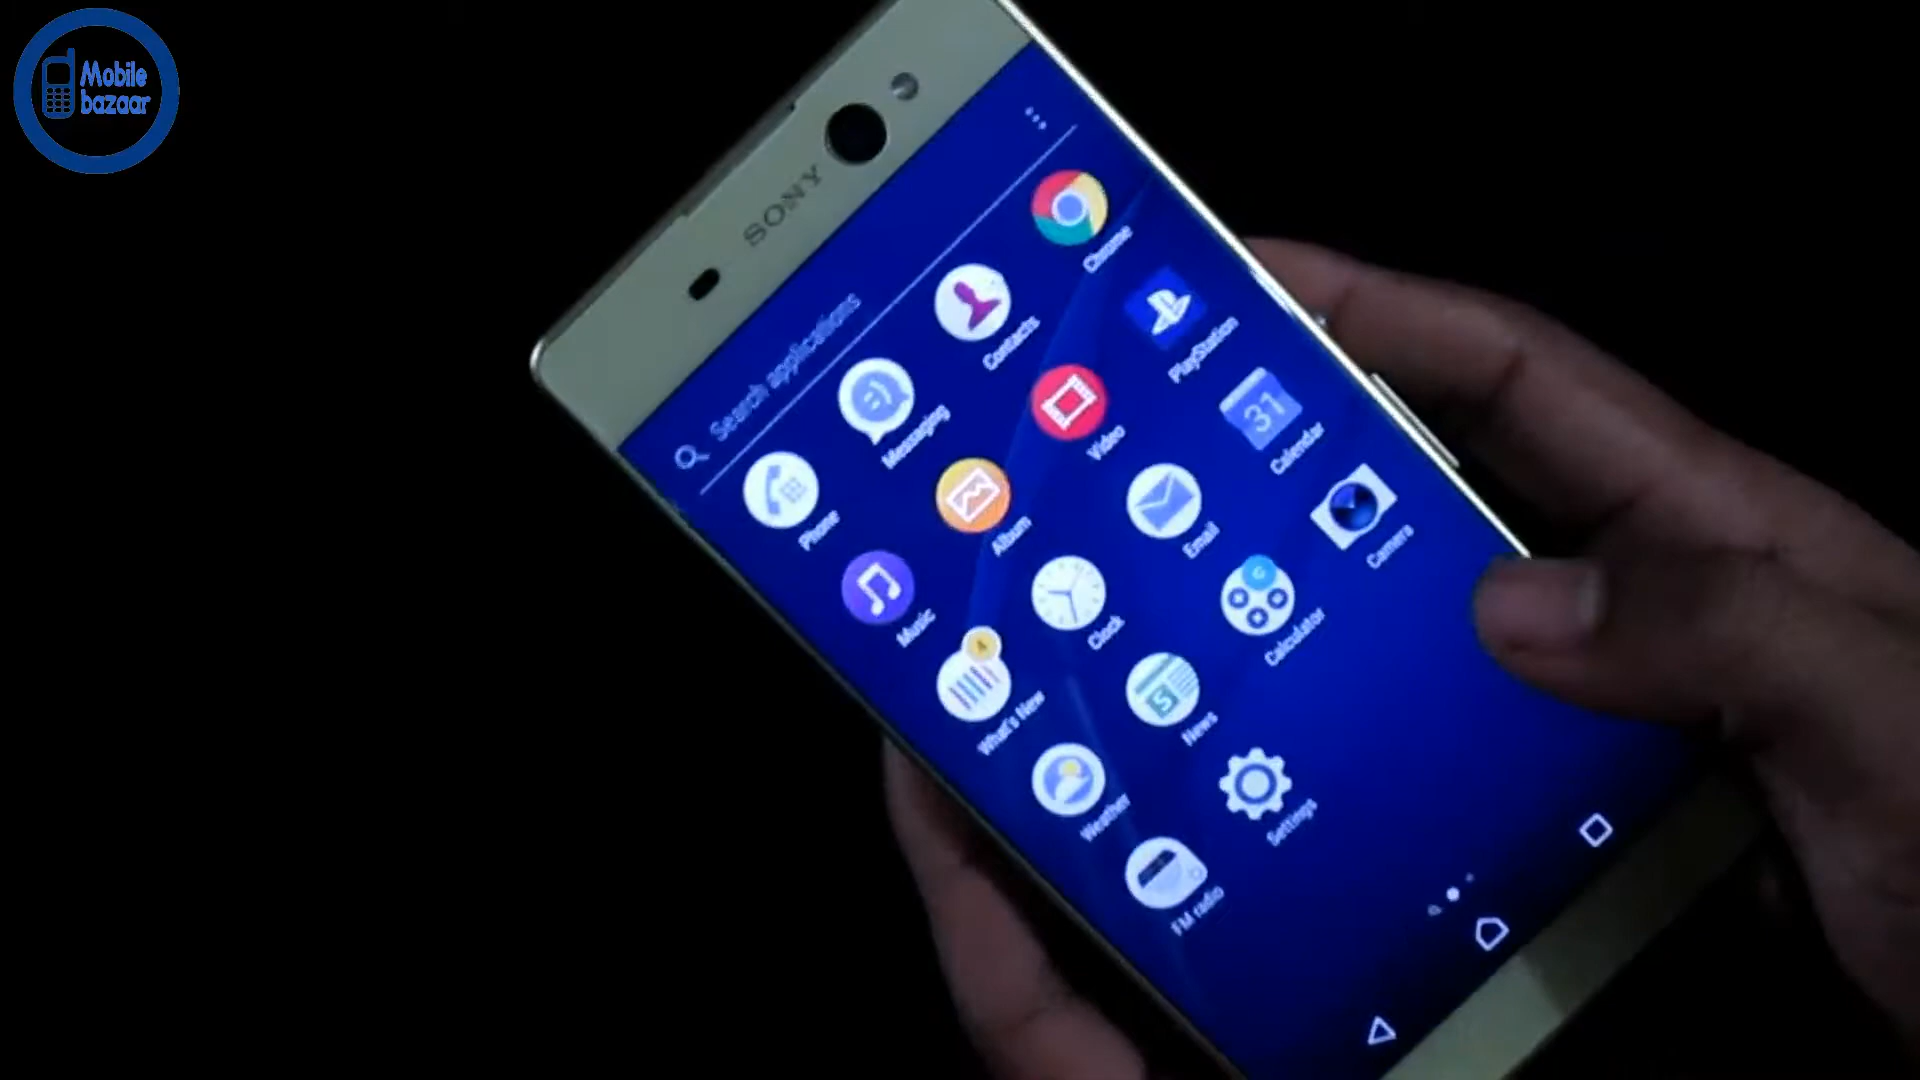 Mobile
bazaar
SONY
Search applications
Phone
Messaging
Contacts
Chrome
Music
Album
Video
PlayStation
What's New
Clock
Email
31
Calendar
Weather
S
News
Calculator
Camera
FM radio
Settings